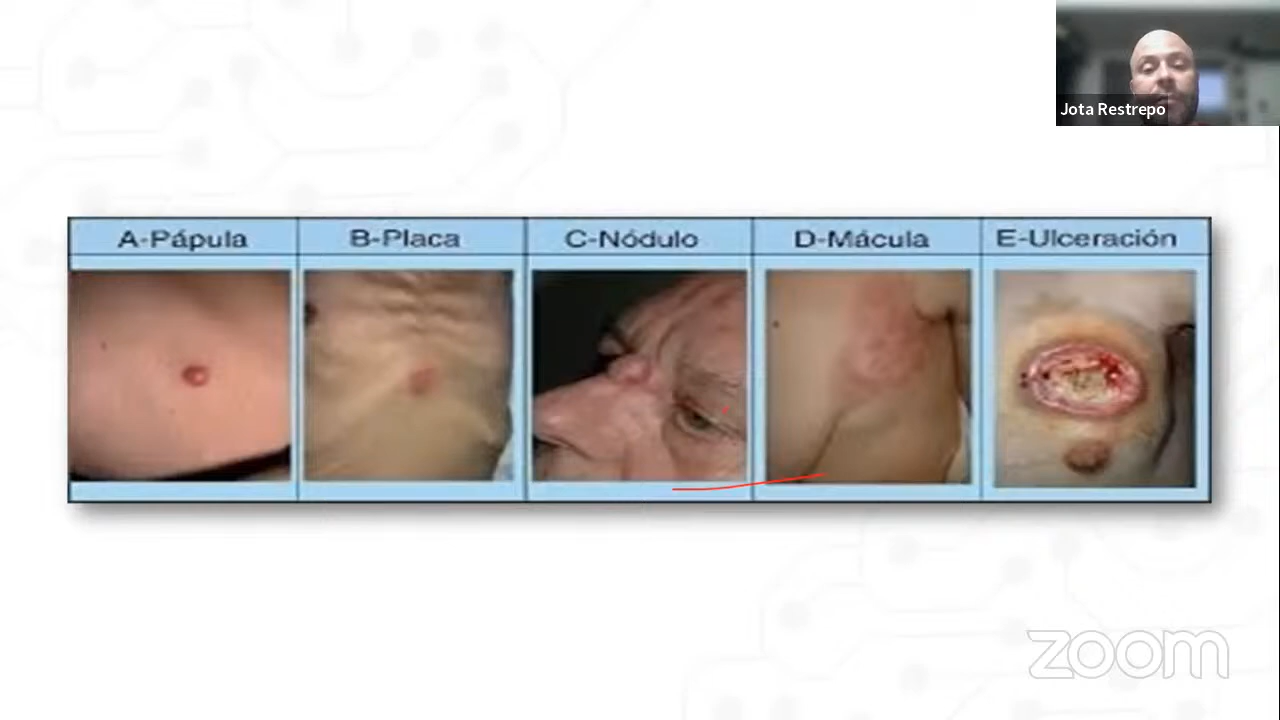 Jota Restrepo
A-Pápula
B-Placa
C-Nódulo
D-Mácula
E-Ulceración
zoom